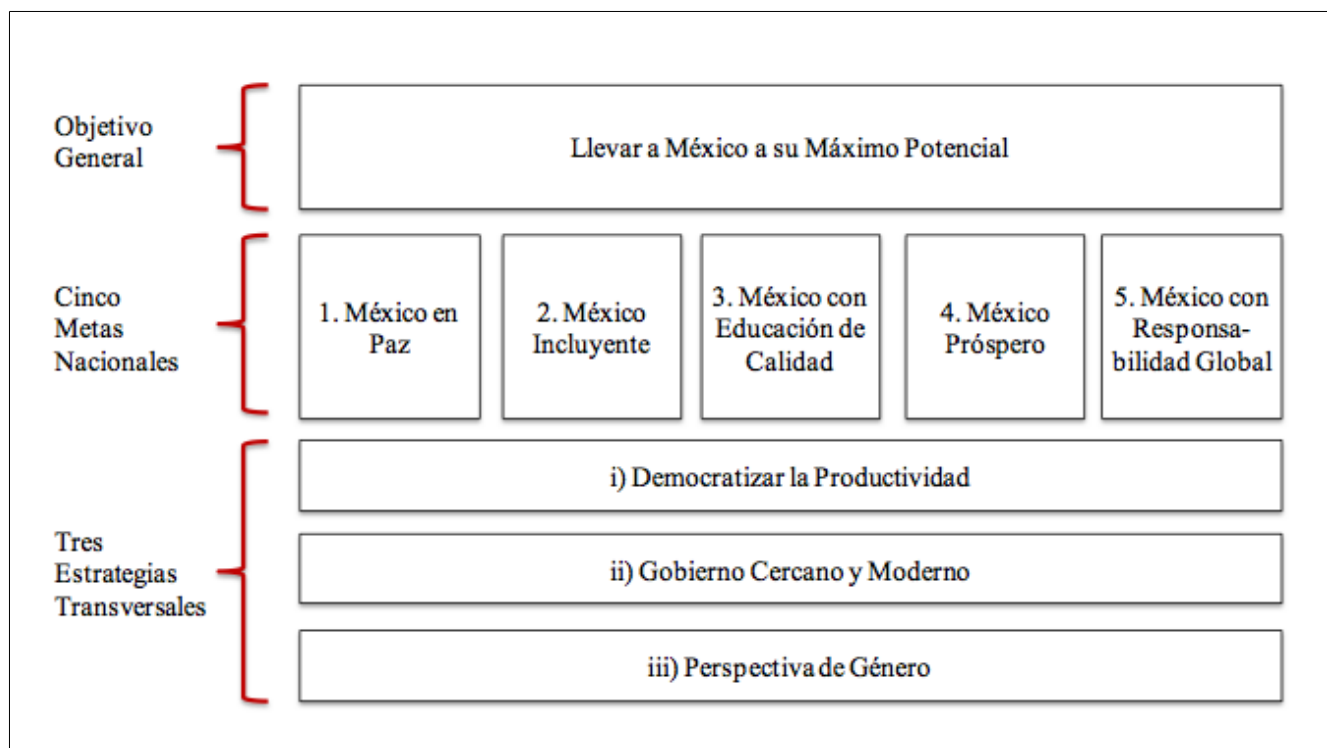 Objetivo
General
Llevar a México a su Máximo Potencial
Cinco
Metas
Nacionales
1. México en
Paz
2. México
Incluyente
3. México con
Educación de
Calidad
4. México
Próspero
5. México con
Responsa-
bilidad Global
Tres
Estrategias
Transversales
i) Democratizar la Productividad
ii) Gobierno Cercano y Moderno
iii) Perspectiva de Género